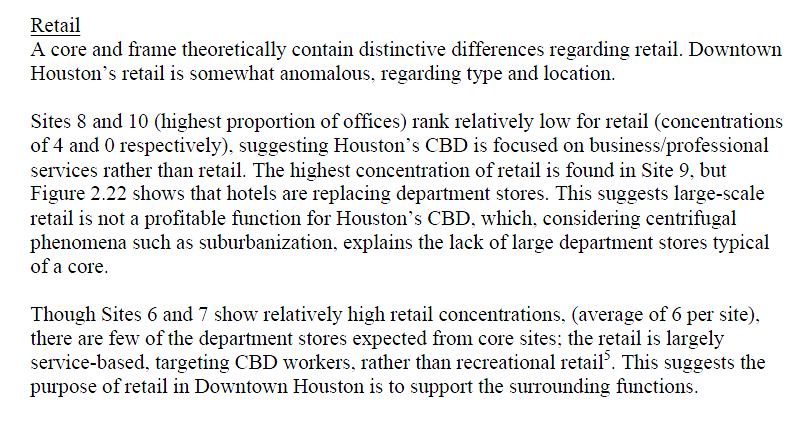 Retail
A core and frame theoretically contain distinctive differences regarding retail. Downtown
Houston's retail is somewhat anomalous, regarding type and location.
Sites 8 and 10 (highest proportion of offices) rank relatively low for retail (concentrations
of 4 and 0 respectively), suggesting Houston's CBD is focused on business/professional
services rather than retail. The highest concentration of retail is found in Site 9, but
Figure 2.22 shows that hotels are replacing department stores. This suggests large-scale
retail is not a profitable function for Houston's CBD, which, considering centrifugal
phenomena such as suburbanization, explains the lack of large department stores typical
of a core.
Though Sites 6 and 7 show relatively high retail concentrations, (average of 6 per site),
there are few of the department stores expected from core sites; the retail is largely
service-based, targeting CBD workers, rather than recreational retail⁵. This suggests the
purpose of retail in Downtown Houston is to support the surrounding functions.